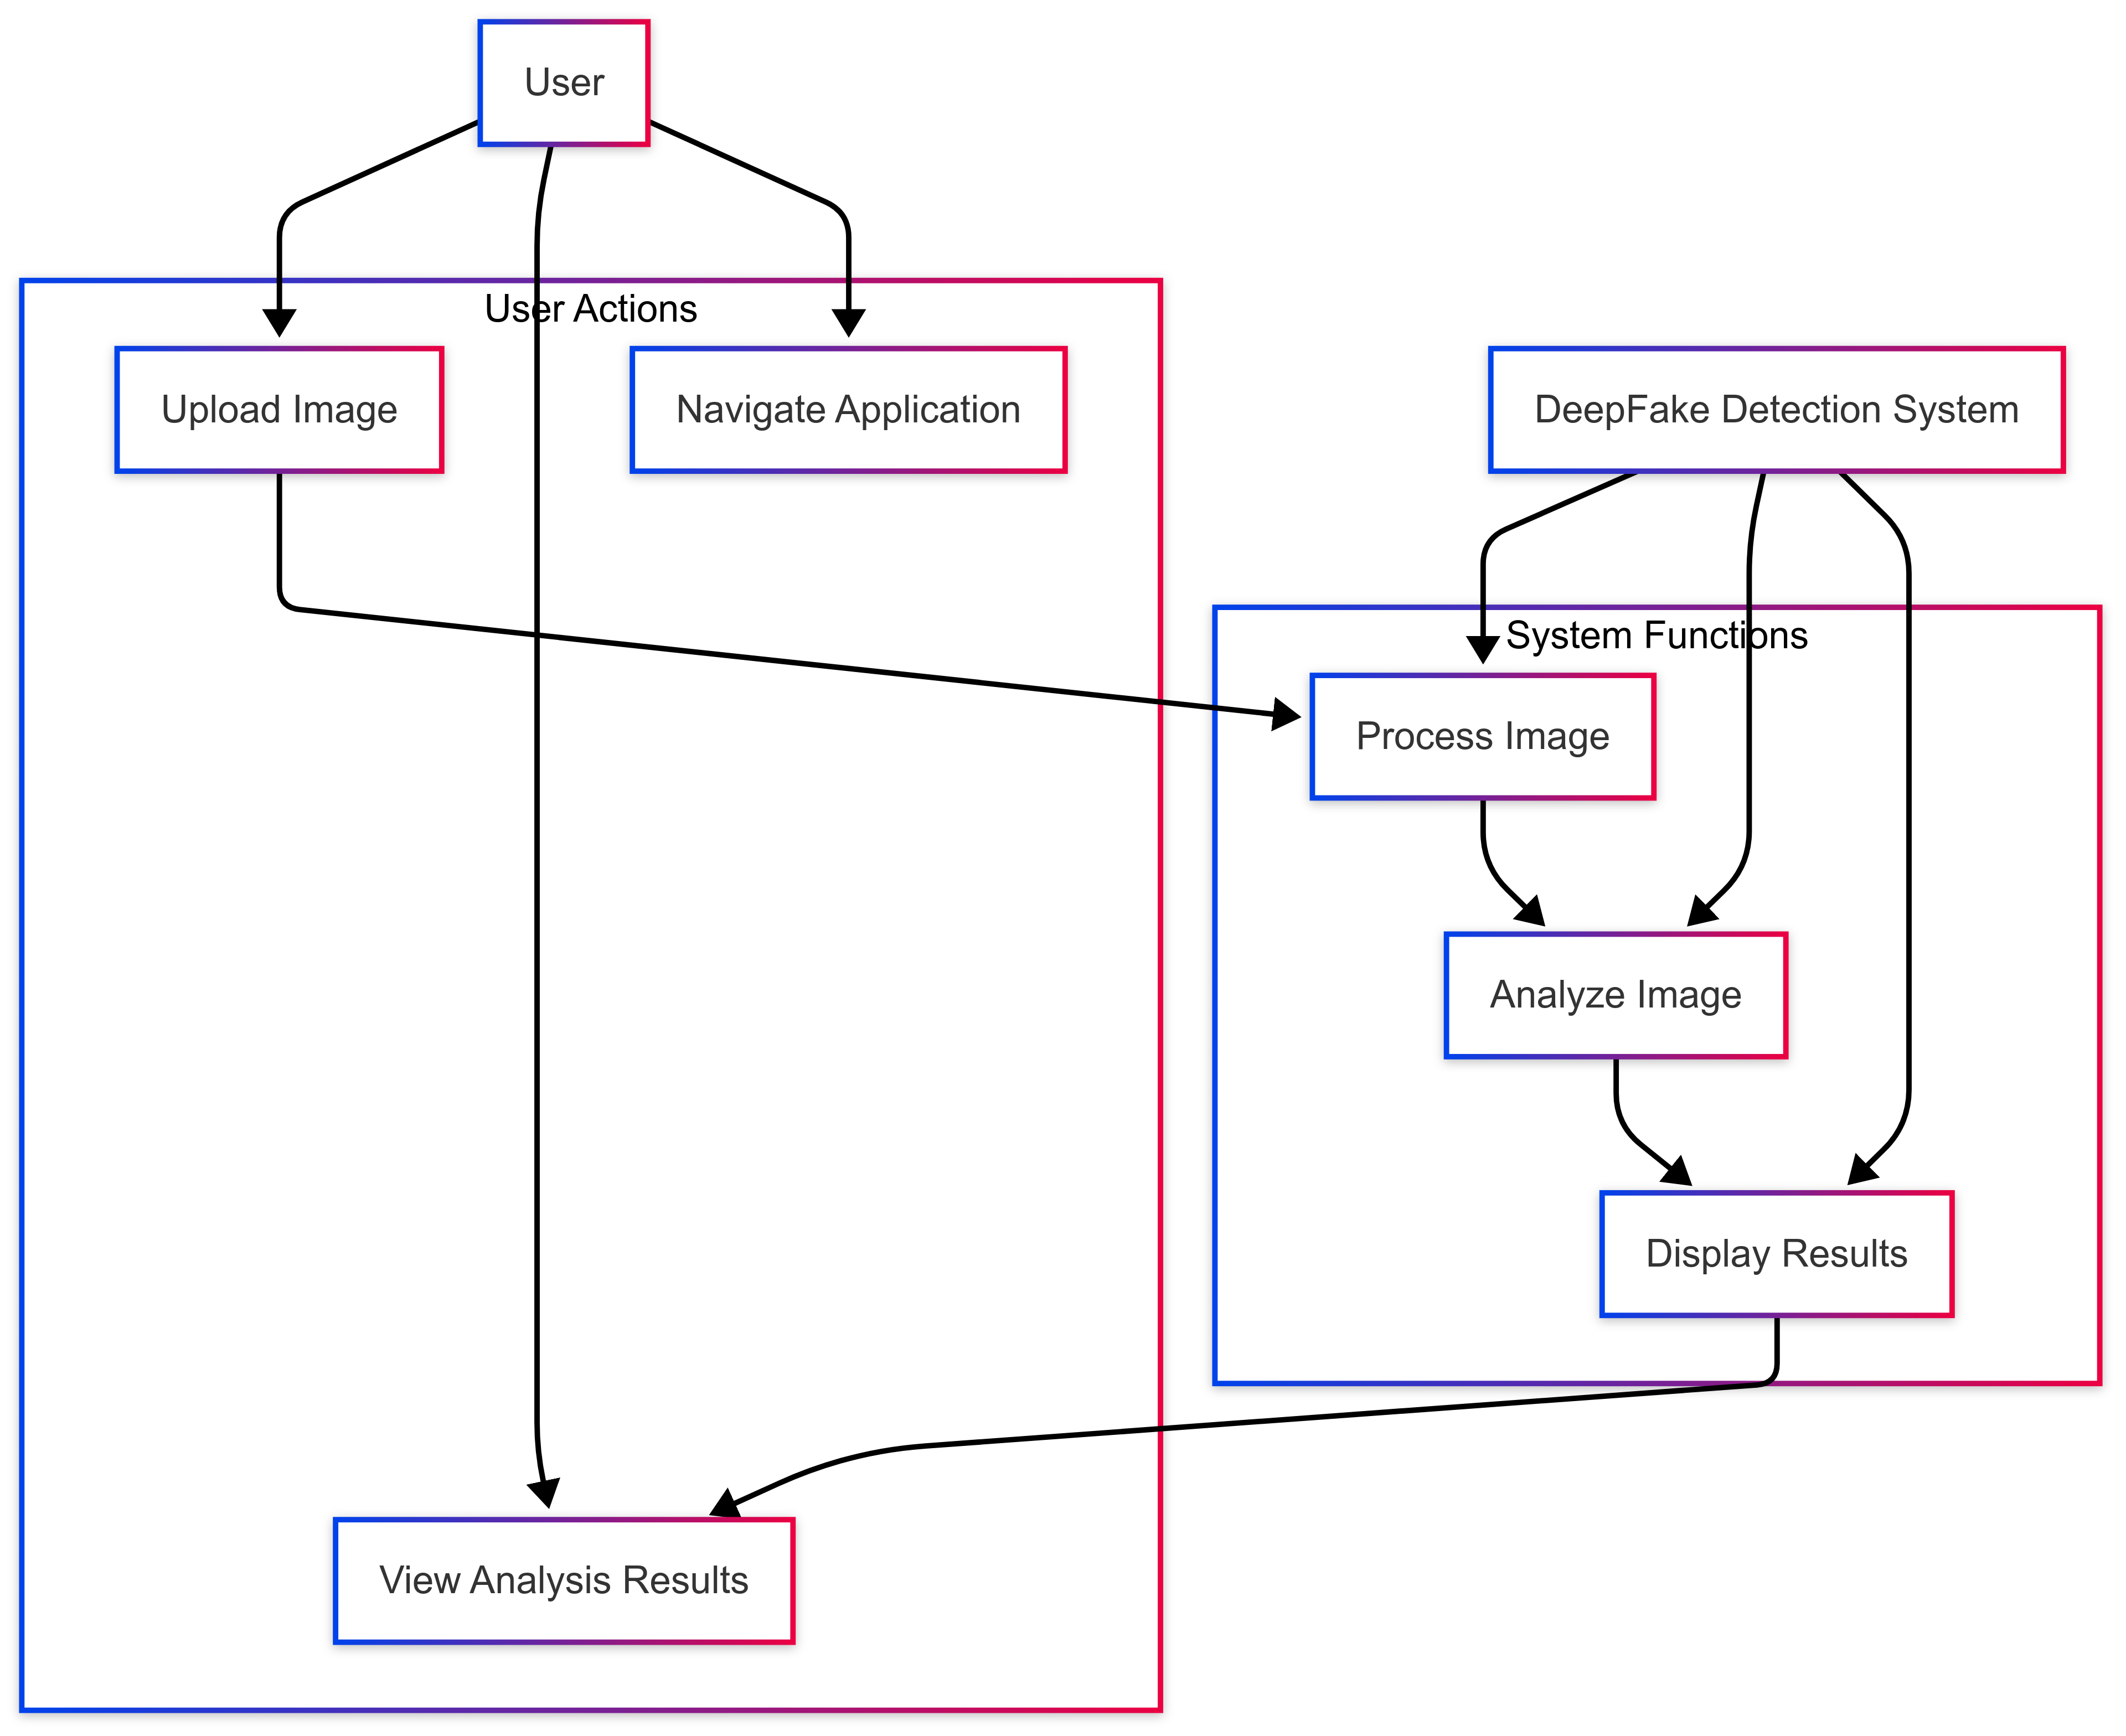 User
User Actions
Upload Image
Navigate Application
DeepFake Detection System
System Functions
Process Image
Analyze Image
Display Results
View Analysis Results